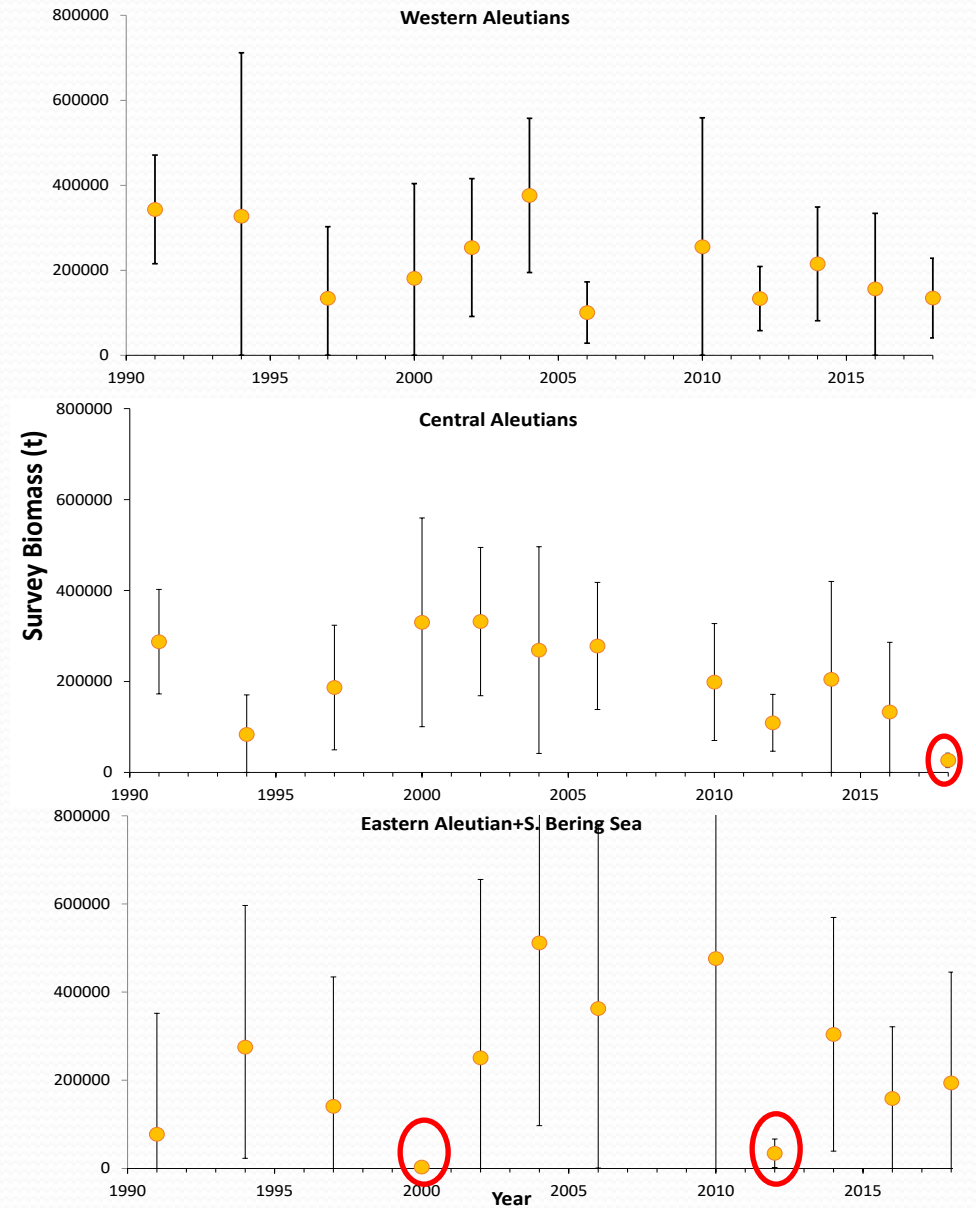 Western Aleutians
800000
600000
400000
200000
0
1990 1995 2000 2005 2010 2015
Central Aleutians
Survey Biomass (t)
800000
600000
400000
200000
0
1990 1995 2000 2005 2010 2015
Eastern Aleutian+S. Bering Sea
800000
600000
400000
200000
0
1990 1995 2000 2005 2010 2015
Year